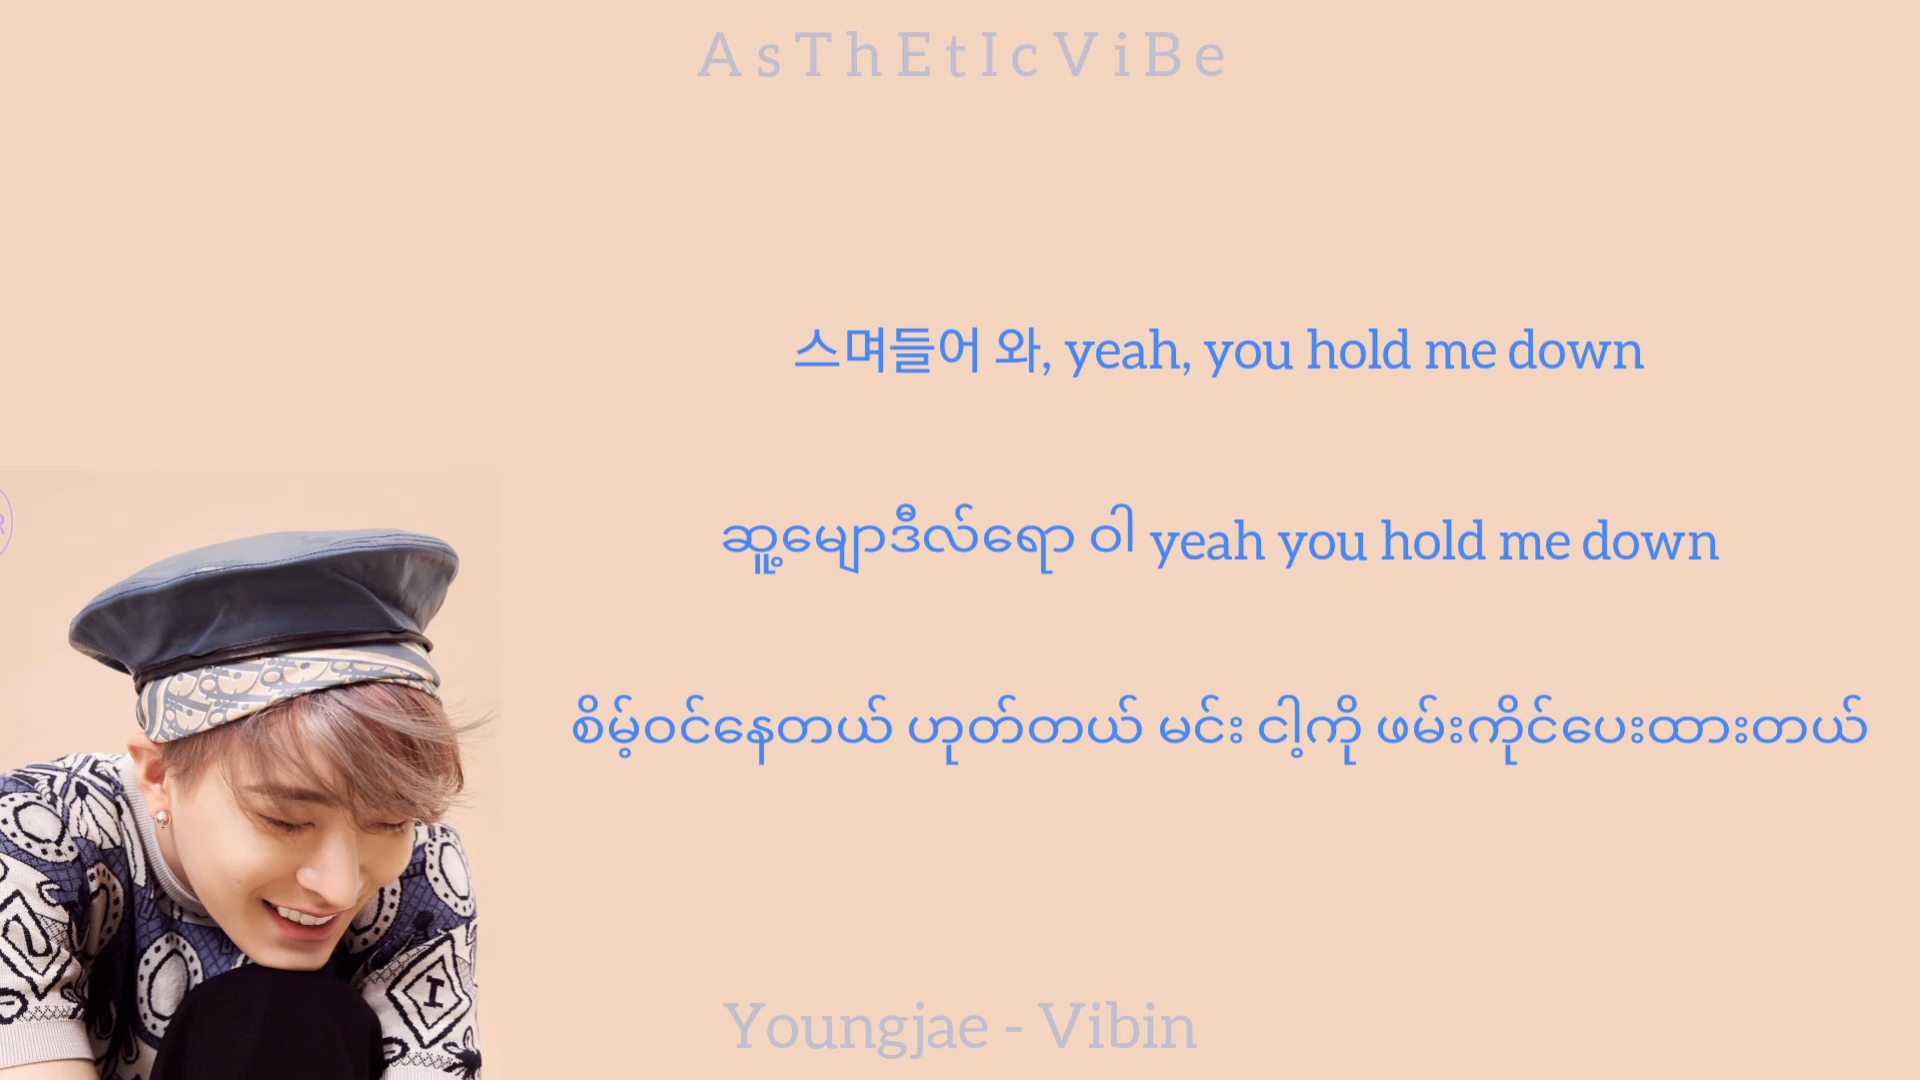 AsThEtIcViBe
스며들어 와, yeah, you hold me down
ဆူ့မျောဒီလ်ရော ဝါ yeah you hold me down
စိမ့်ဝင်နေတယ် ဟုတ်တယ် မင်း ငါ့ကို ဖမ်းကိုင်ပေးထားတယ်
Youngjae - Vibin